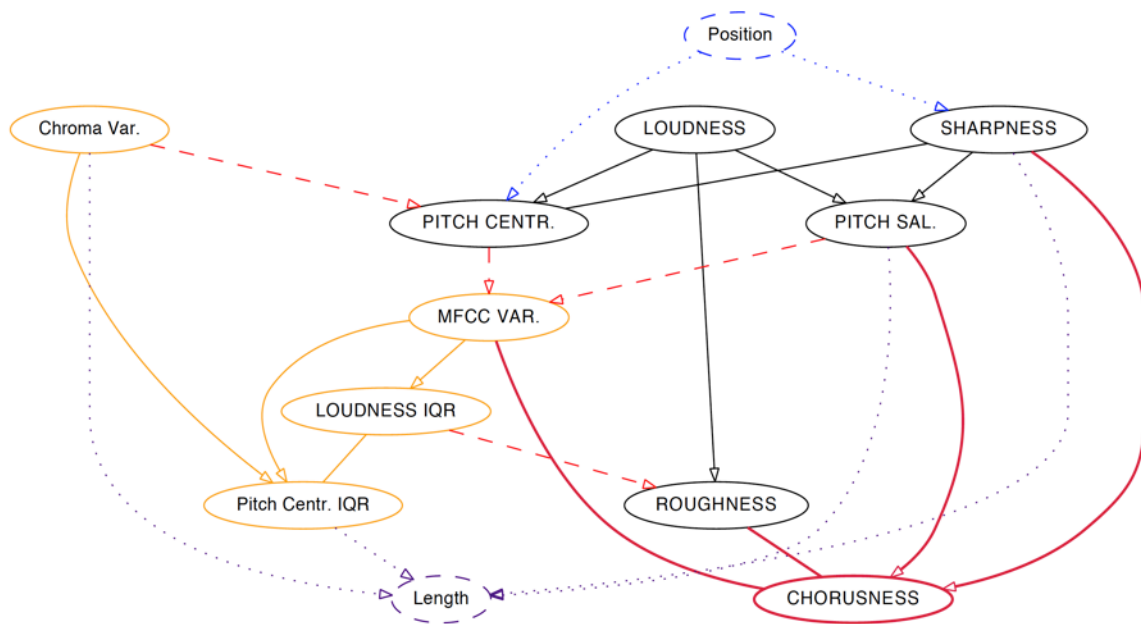 Position
Chroma Var.
LOUDNESS
SHARPNESS
PITCH CENTR.
PITCH SAL.
MFCC VAR.
LOUDNESS IQR
Pitch Centr. IQR
ROUGHNESS
Length
CHORUSNESS